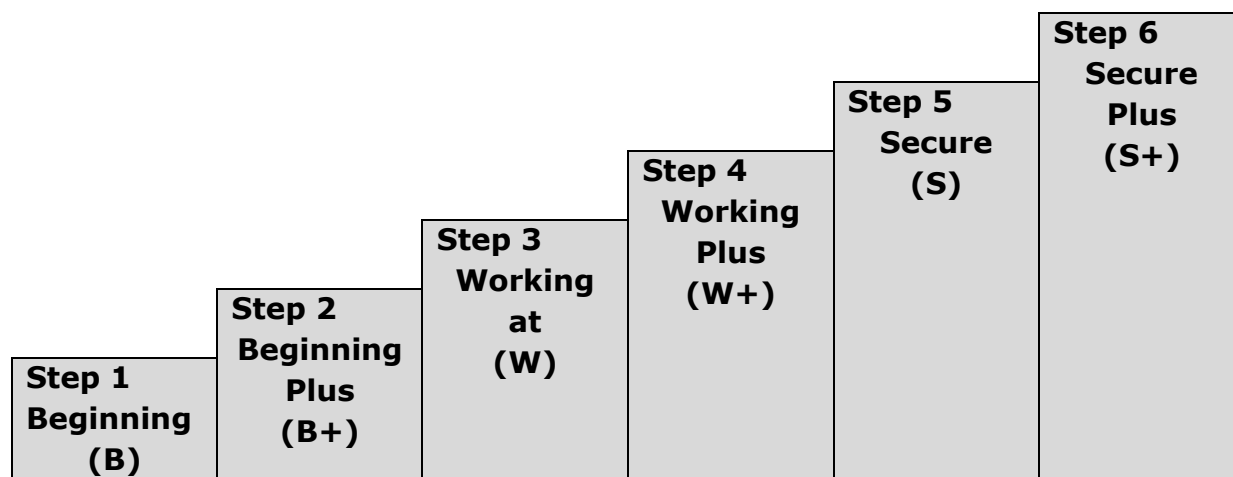 Step 1
Beginning
(B)
Step 2
Beginning
Plus
(B+)
Step 3
Working
at
(W)
Step 4
Working
Plus
(W+)
Step 5
Secure
(S)
Step 6
Secure
Plus
(S+)